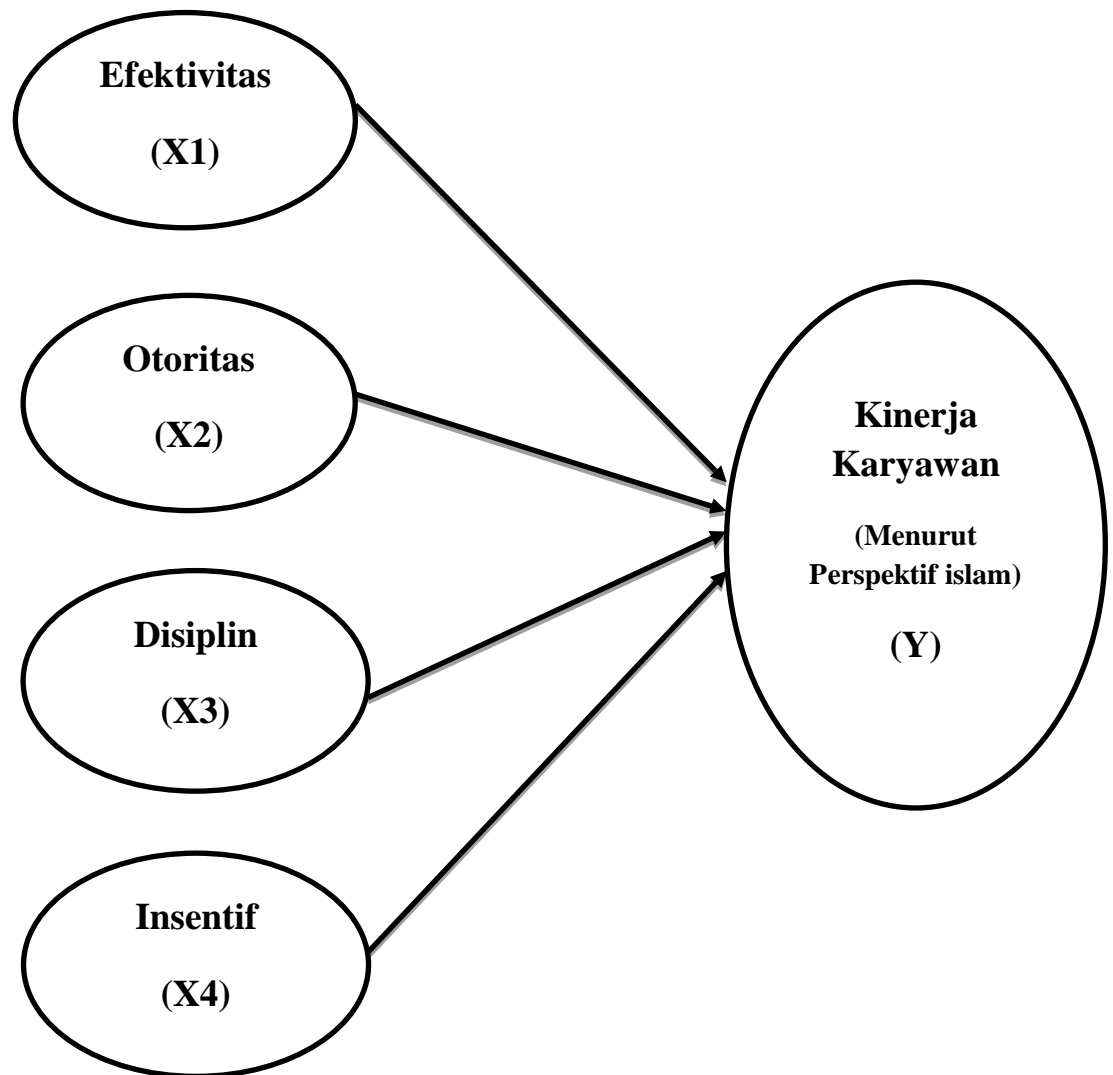 Efektivitas
(X1)
Otoritas
(X2)
Disiplin
(X3)
Insentif
(X4)
Kinerja
Karyawan
(Menurut
Perspektif islam)
(Y)